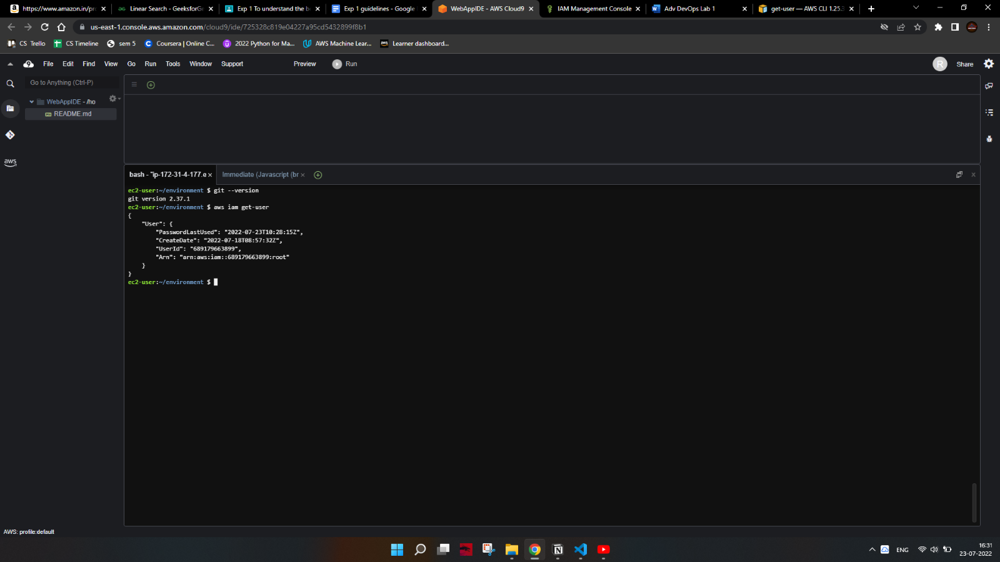 https://www.amazon.in/pr
Linear Search - GeeksforGe
Exp 1 To understand the be
Exp 1 guidelines - Google
WebAppIDE - AWS Cloud9
IAM Management Console
Adv DevOps Lab 1
get-user — AWS CLI 1.25.3
us-east-1.console.aws.amazon.com/cloud9/ide/725328c819e04227a95cd5432899f8b1
CS Trello
CS Timeline
sem 5
Coursera | Online C...
2022 Python for Ma...
AWS Machine Lear...
Learner dashboard...
File Edit Find View Go Run Tools Window Support Preview Run
R Share
Go to Anything (Ctrl-P)
WebAppIDE - /ho
README.md
aws
bash - "ip-172-31-4-177.e
Immediate (Javascript (br
ec2-user:~/environment $ git --version
git version 2.37.1
ec2-user:~/environment $ aws iam get-user
{
"User": {
"PasswordLastUsed": "2022-07-23T10:28:15Z",
"CreateDate": "2022-07-18T08:57:32Z",
"UserId": "689179663899",
"Arn": "arn:aws:iam::689179663899:root"
}
}
ec2-user:~/environment $
AWS: profile:default
ENG
16:31
23-07-2022